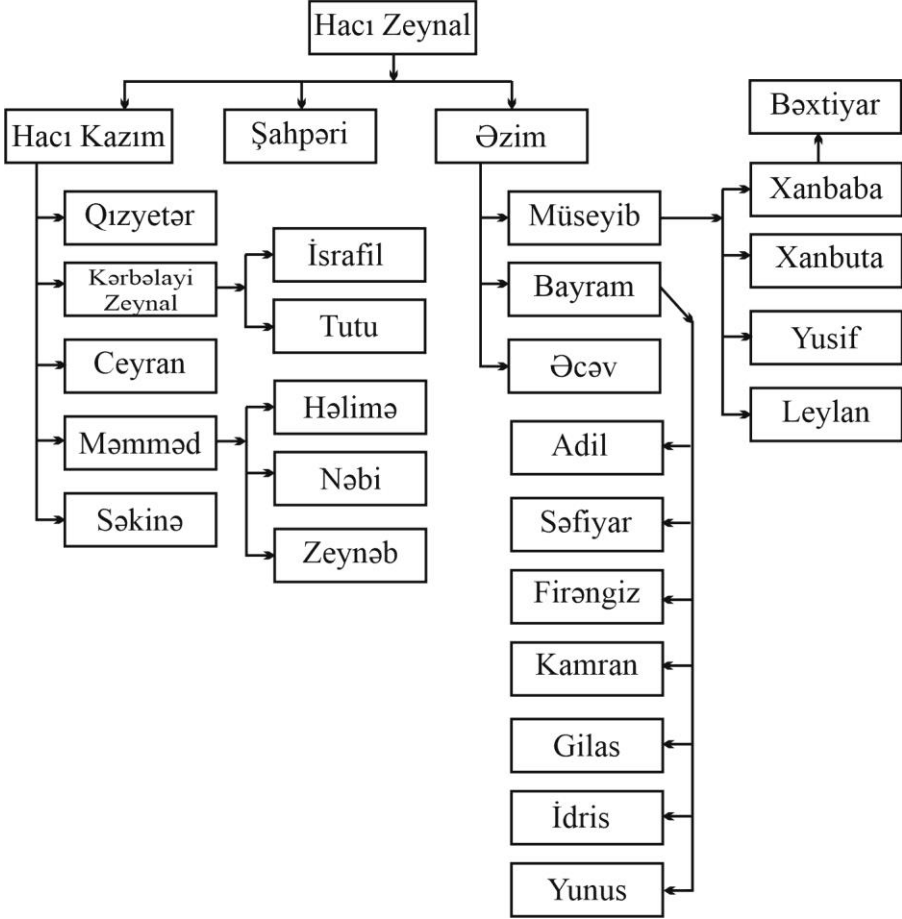 Hacı Zeynal
Hacı Kazım
Şahpəri
Əzim
Bəxtiyar
Qızyetər
Kərbəlayi
Zeynal
Ceyran
Məmməd
Səkinə
İsrafil
Tutu
Həlimə
Nəbi
Zeynəb
Müseyib
Bayram
Əcəv
Adil
Səfiyar
Firəngiz
Kamran
Gilas
İdris
Yunus
Xanbaba
Xanbuta
Yusif
Leylan